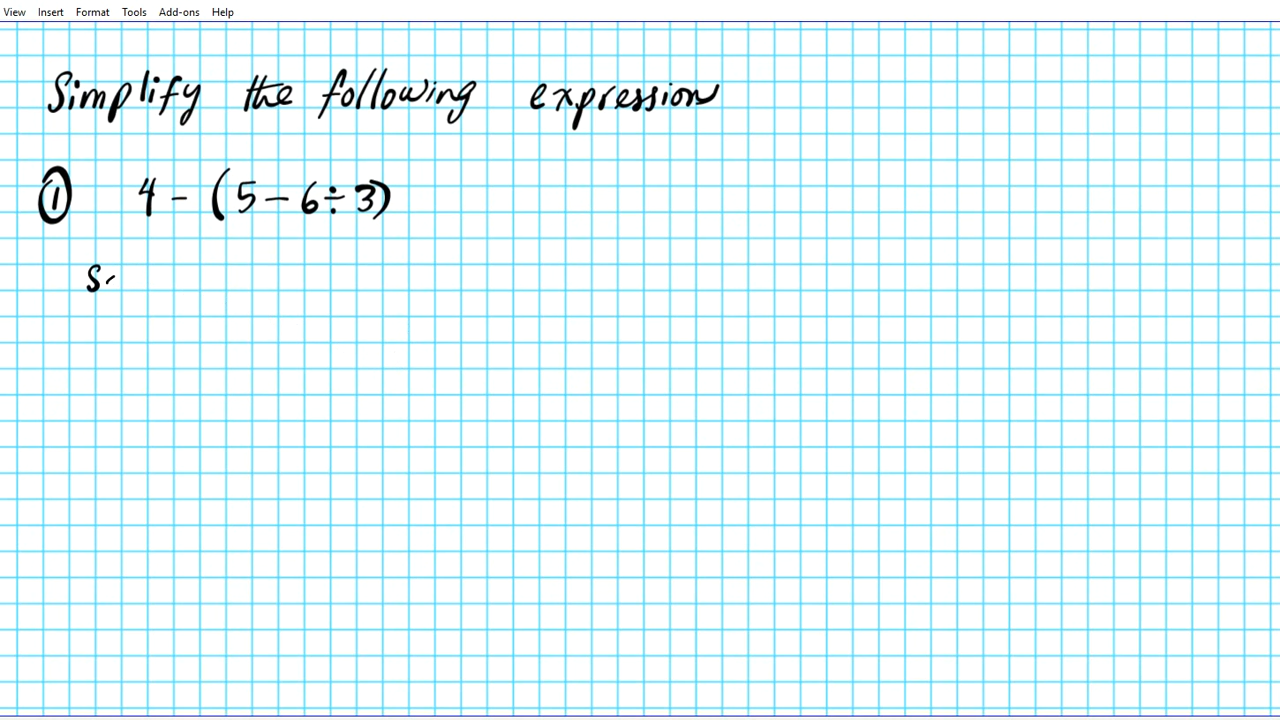 View Insert Format Tools Add-ons Help
Simplify the following expression
① 4 - (5 - 6 ÷ 3)